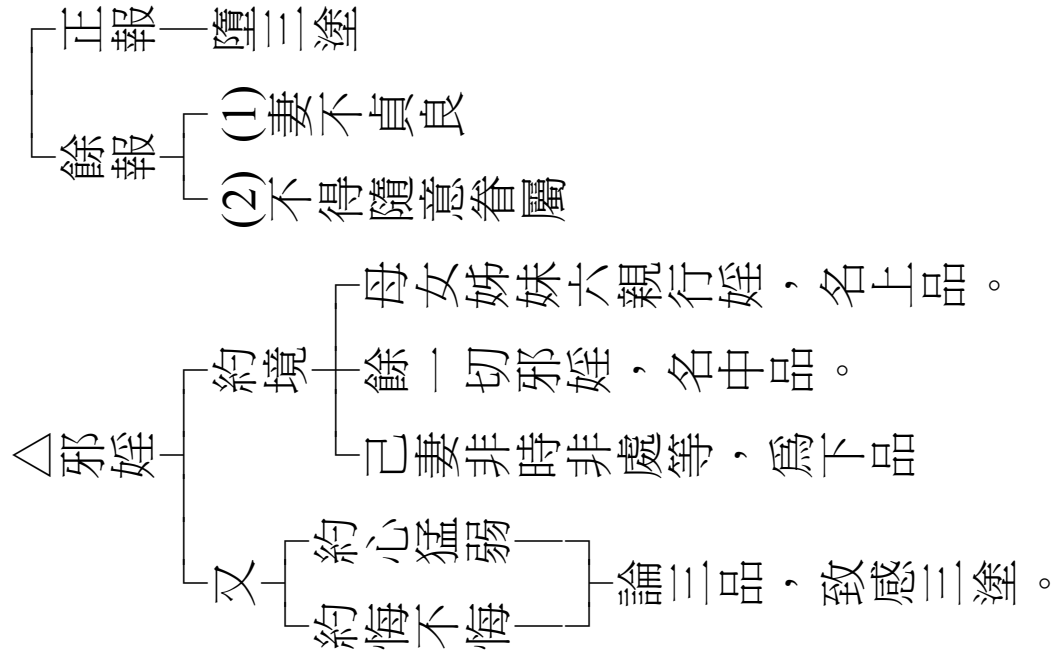 正報
墮三塗
餘報
(1)妻不貞良
(2)不得隨意眷屬
△邪婬
約境
母女姊妹六親行婬，名上品。
餘一切邪婬，名中品。
己妻非時非處等，爲下品
又
約心猛弱
約悔不悔
論三品，致感三塗。